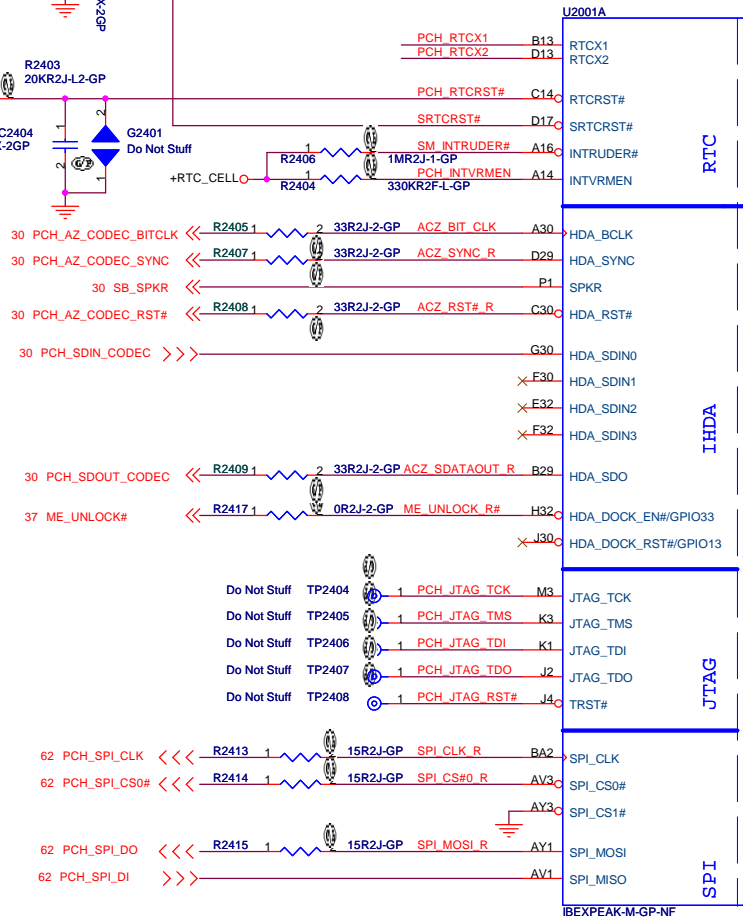 X-2GP
U2001A
R2403
20KR2J-L2-GP
PCH_RTCX1 B13 RTCX1
PCH_RTCX2 D13 RTCX2
PCH_RTCRST# C14 RTCRST#
SRTCRST# D17 SRTCRST#
C2404 1 2 G2401
X-2GP Do Not Stuff
2 1
R2406 1 1MR2J-1-GP SM_INTRUDER# A16 INTRUDER#
+RTC_CELL
R2404 1 330KR2F-L-GP PCH_INTVRMEN A14 INTVRMEN
RTC
30 PCH_AZ_CODEC_BITCLK R2405 1 2 33R2J-2-GP ACZ_BIT_CLK A30 HDA_BCLK
30 PCH_AZ_CODEC_SYNC R2407 1 2 33R2J-2-GP ACZ_SYNC_R D29 HDA_SYNC
30 SB_SPKR P1 SPKR
30 PCH_AZ_CODEC_RST# R2408 1 2 33R2J-2-GP ACZ_RST#_R C30 HDA_RST#
30 PCH_SDIN_CODEC G30 HDA_SDIN0
F30 HDA_SDIN1
E32 HDA_SDIN2
F32 HDA_SDIN3
IHDA
30 PCH_SDOUT_CODEC R2409 1 2 33R2J-2-GP ACZ_SDATAOUT_R B29 HDA_SDO
37 ME_UNLOCK# R2417 1 0R2J-2-GP ME_UNLOCK_R# H32 HDA_DOCK_EN#/GPIO33
J30 HDA_DOCK_RST#/GPIO13
Do Not Stuff TP2404 1 PCH_JTAG_TCK M3 JTAG_TCK
Do Not Stuff TP2405 1 PCH_JTAG_TMS K3 JTAG_TMS
Do Not Stuff TP2406 1 PCH_JTAG_TDI K1 JTAG_TDI
Do Not Stuff TP2407 1 PCH_JTAG_TDO J2 JTAG_TDO
Do Not Stuff TP2408 1 PCH_JTAG_RST# J4 TRST#
JTAG
62 PCH_SPI_CLK R2413 1 15R2J-GP SPI_CLK_R BA2 SPI_CLK
62 PCH_SPI_CS0# R2414 1 15R2J-GP SPI_CS#0_R AV3 SPI_CS0#
AY3 SPI_CS1#
62 PCH_SPI_DO R2415 1 15R2J-GP SPI_MOSI_R AY1 SPI_MOSI
62 PCH_SPI_DI AV1 SPI_MISO
SPI
IBEXPEAK-M-GP-NF